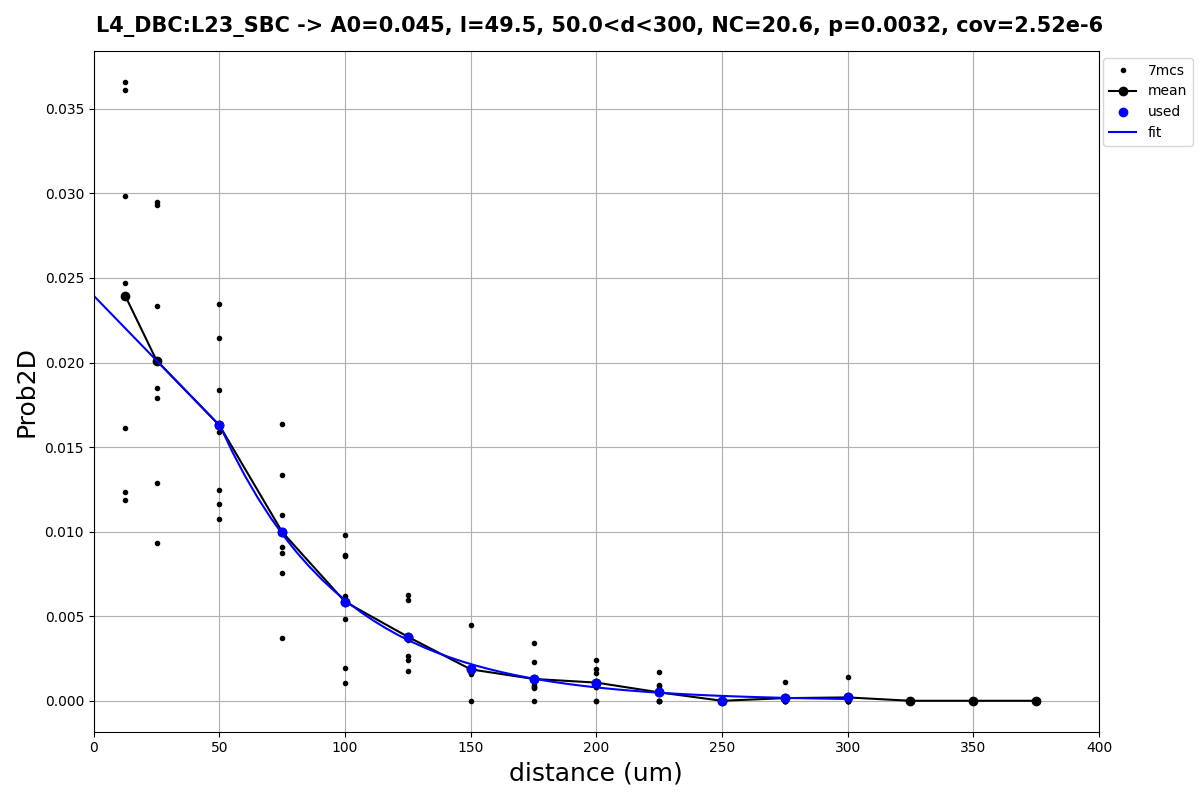 L4_DBC:L23_SBC -> A0=0.045, l=49.5, 50.0<d<300, NC=20.6, p=0.0032, cov=2.52e-6
7mcs
mean
used
fit
0.035
0.030
0.025
0.020
0.015
0.010
0.005
0.000
Prob2D
0 50 100 150 200 250 300 350 400
distance (um)